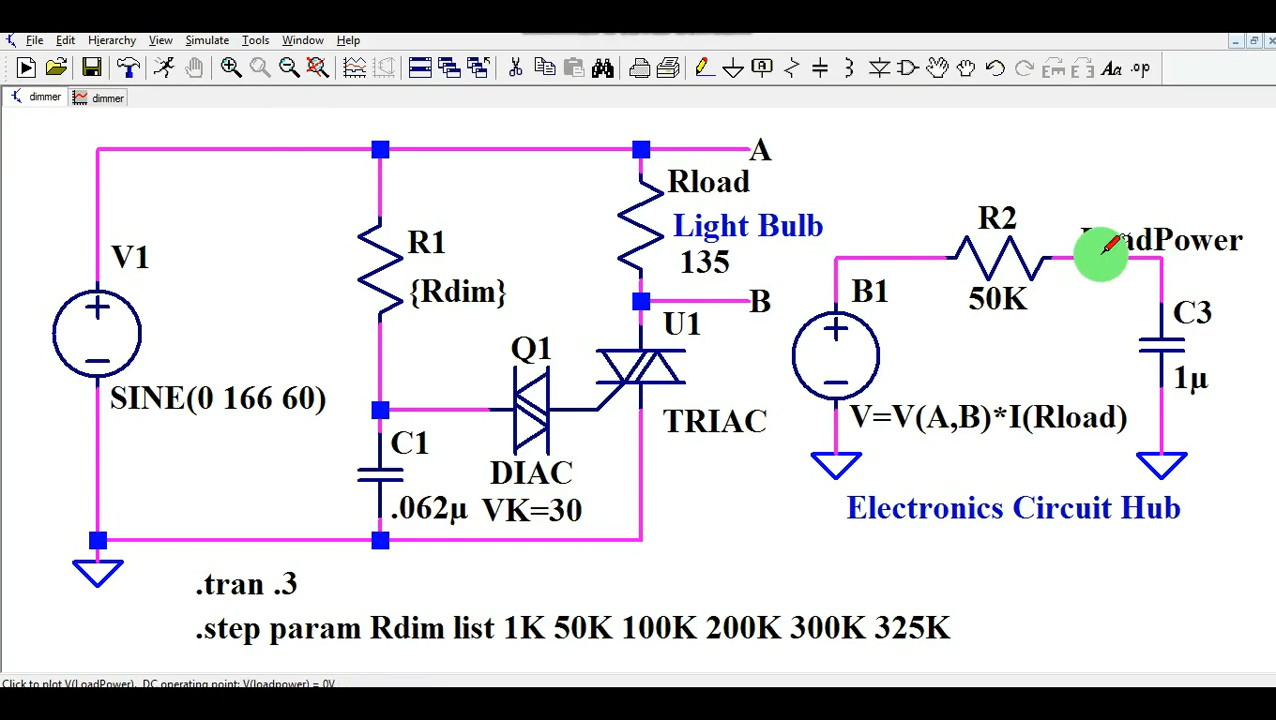 File Edit Hierarchy View Simulate Tools Window Help
Aa .op
dimmer dimmer
A
Rload
R2
Light Bulb
V1
R1
adPower
135
{Rdim}
B1
B
C3
U1
Q1
1µ
SINE(0 166 60)
V=V(A,B)*I(Rload)
TRIAC
C1
DIAC
.062µ VK=30
Electronics Circuit Hub
.tran .3
.step param Rdim list 1K 50K 100K 200K 300K 325K
50K
Click to plot V(LoadPower). DC operating point: V(loadpower) = 0V